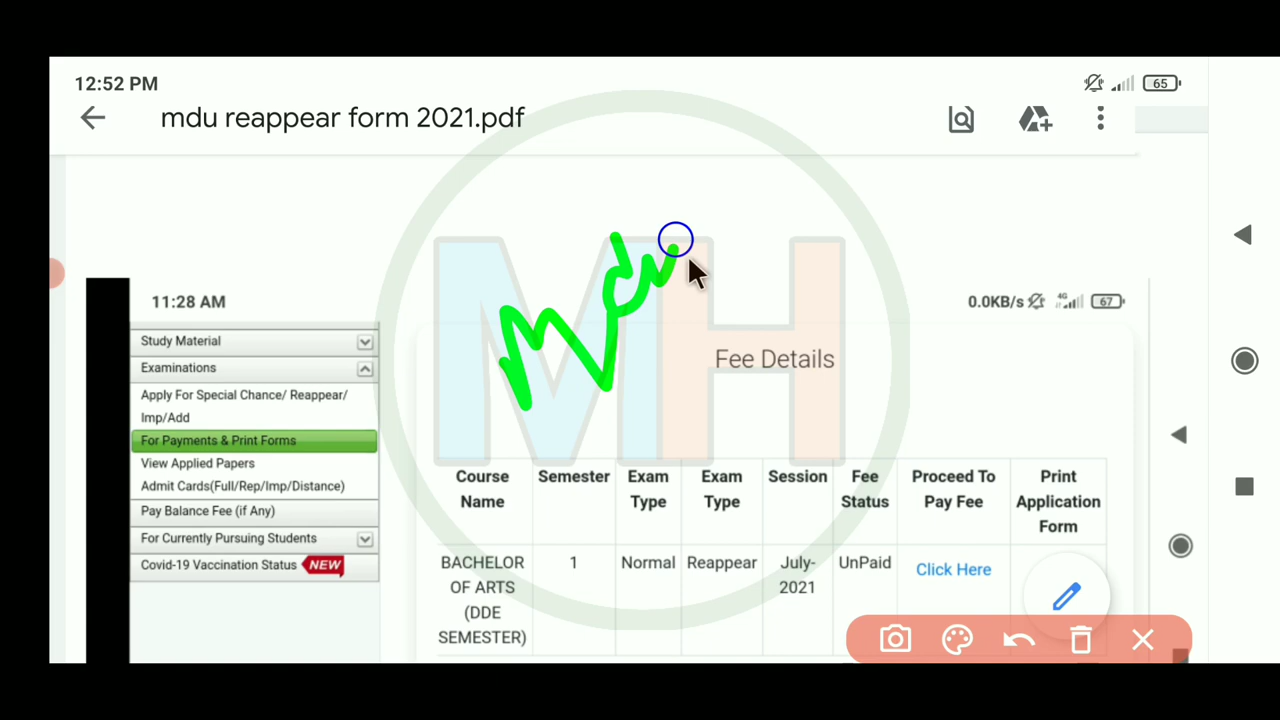 12:52 PM
65
mdu reappear form 2021.pdf
Mdu
MH
11:28 AM
0.0KB/s 4G 67
Study Material
Examinations
Apply For Special Chance/ Reappear/
Imp/Add
For Payments & Print Forms
View Applied Papers
Admit Cards(Full/Rep/Imp/Distance)
Pay Balance Fee (if Any)
For Currently Pursuing Students
Covid-19 Vaccination Status NEW
Fee Details
Course Name Semester Exam Type Exam Type Session Fee Status Proceed To Pay Fee Print Application Form
BACHELOR OF ARTS (DDE SEMESTER) 1 Normal Reappear July-2021 UnPaid Click Here